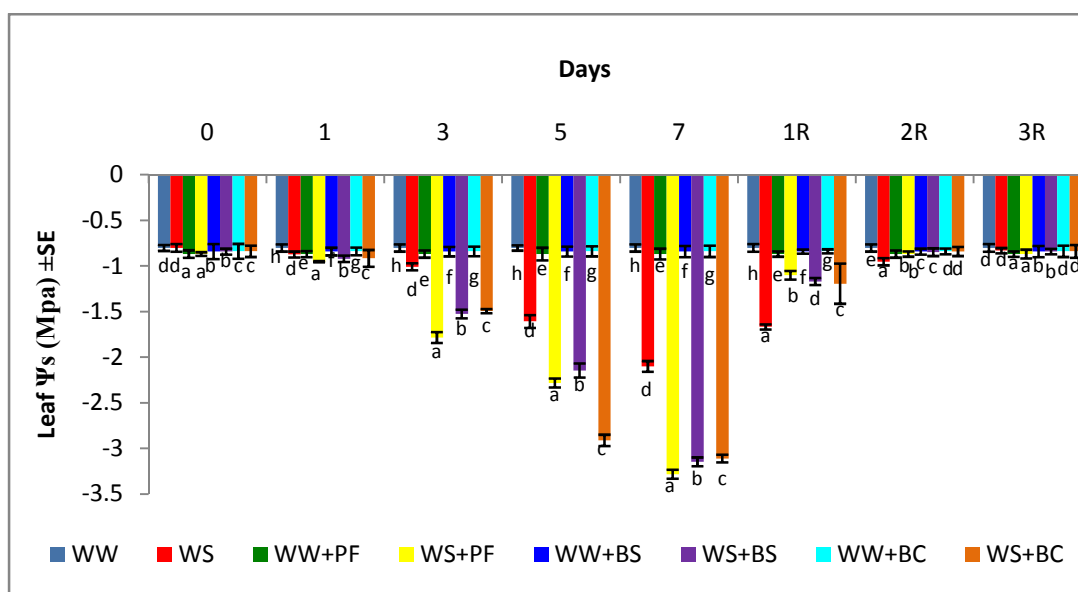 Days
0 1 3 5 7 1R 2R 3R
Leaf Ψs (Mpa) ±SE
0
-0.5
-1
-1.5
-2
-2.5
-3
-3.5
d d a a b b c c
h d e a f b g c
h d e a f b g c
h d e a f b g c
h d e a f b g c
h a e b f d g c
e a b b c c d d
d d a a b b d d
WW WS WW+PF WS+PF WW+BS WS+BS WW+BC WS+BC